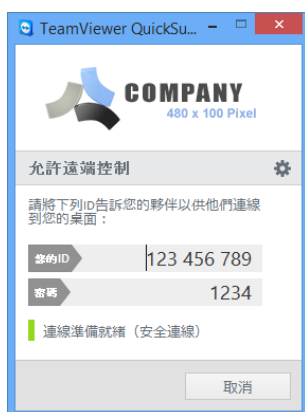 TeamViewer QuickSu...
COMPANY
480 x 100 Pixel
允許遠端控制
請將下列ID告訴您的夥伴以供他們連線
到您的桌面：
您的ID
123 456 789
密碼
1234
連線準備就緒（安全連線）
取消